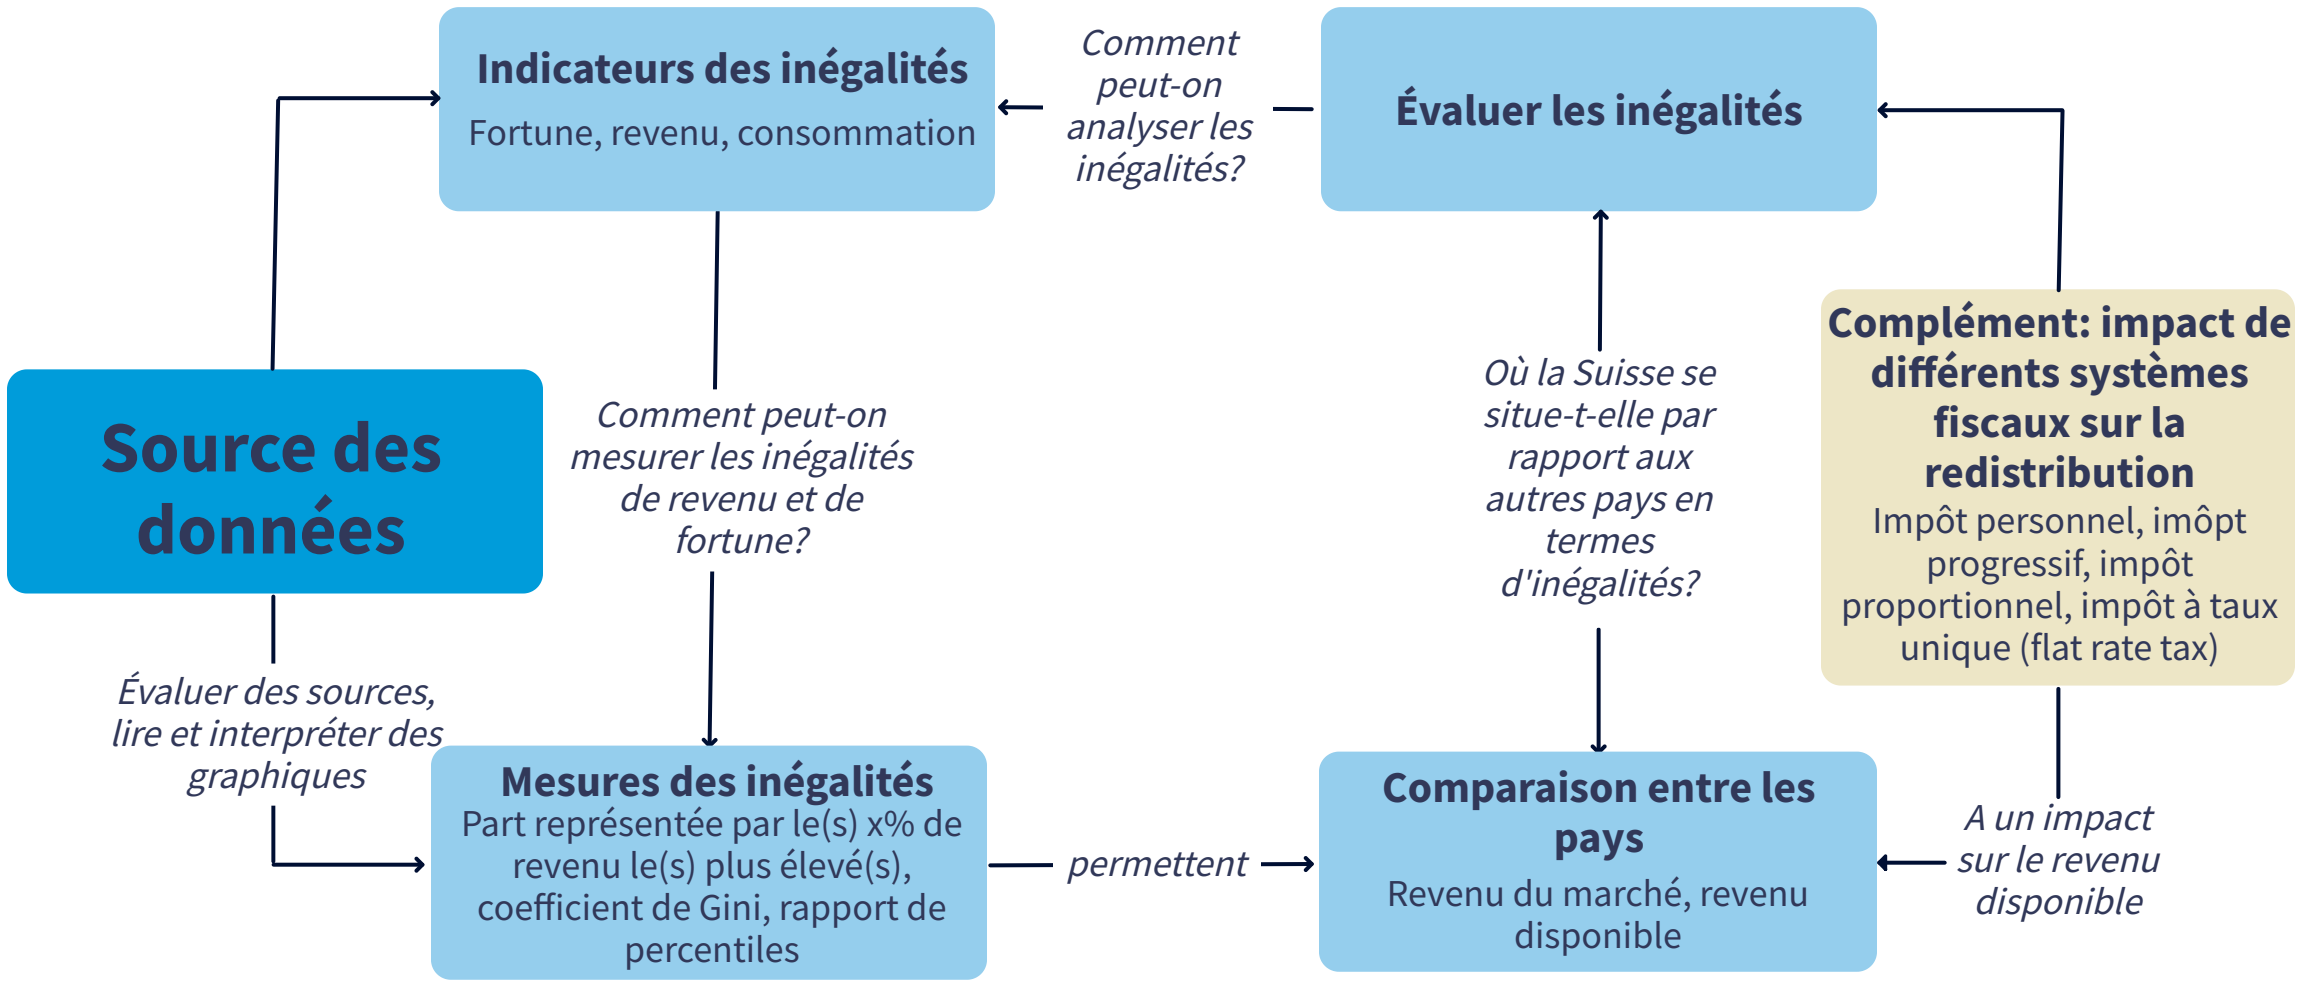 Indicateurs des inégalités
Fortune, revenu, consommation
Comment
peut-on
analyser les
inégalités?
Évaluer les inégalités
Source des
données
Comment peut-on
mesurer les inégalités
de revenu et de
fortune?
Où la Suisse se
situe-t-elle par
rapport aux
autres pays en
termes
d'inégalités?
Complément: impact de
différents systèmes
fiscaux sur la
redistribution
Impôt personnel, imôpt
progressif, impôt
proportionnel, impôt à taux
unique (flat rate tax)
Évaluer des sources,
lire et interpréter des
graphiques
Mesures des inégalités
Part représentée par le(s) x% de
revenu le(s) plus élevé(s),
coefficient de Gini, rapport de
percentiles
permettent
Comparaison entre les
pays
Revenu du marché, revenu
disponible
A un impact
sur le revenu
disponible